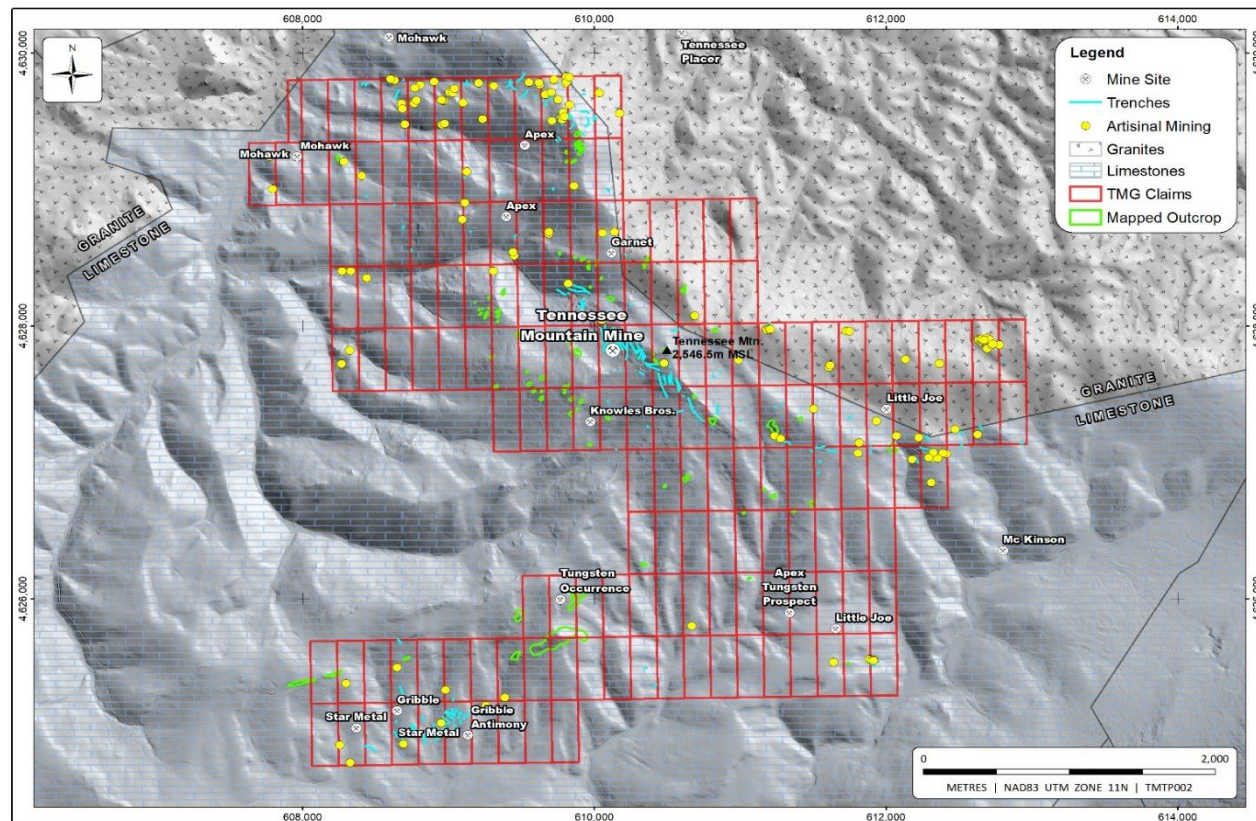 608,000
610,000
612,000
614,000
4,630,000
4,630,000
N
Mohawk
Tennessee
Placer
Legend
Mine Site
Trenches
Artisinal Mining
Granites
Limestones
TMG Claims
Mapped Outcrop
Apex
Mohawk
Mohawk
Apex
GRANITE
LIMESTONE
Garnet
4,628,000
4,628,000
Tennessee
Mountain Mine
Tennessee Mtn.
2,546.5m MSL
GRANITE
LIMESTONE
Little Joe
Knowles Bros.
Mc Kinson
4,626,000
4,626,000
Tungsten
Occurrence
Apex
Tungsten
Prospect
Little Joe
Gribble
Star Metal
Gribble
Antimony
Star Metal
0
2,000
METRES | NAD83 UTM ZONE 11N | TMTP002
608,000
610,000
612,000
614,000